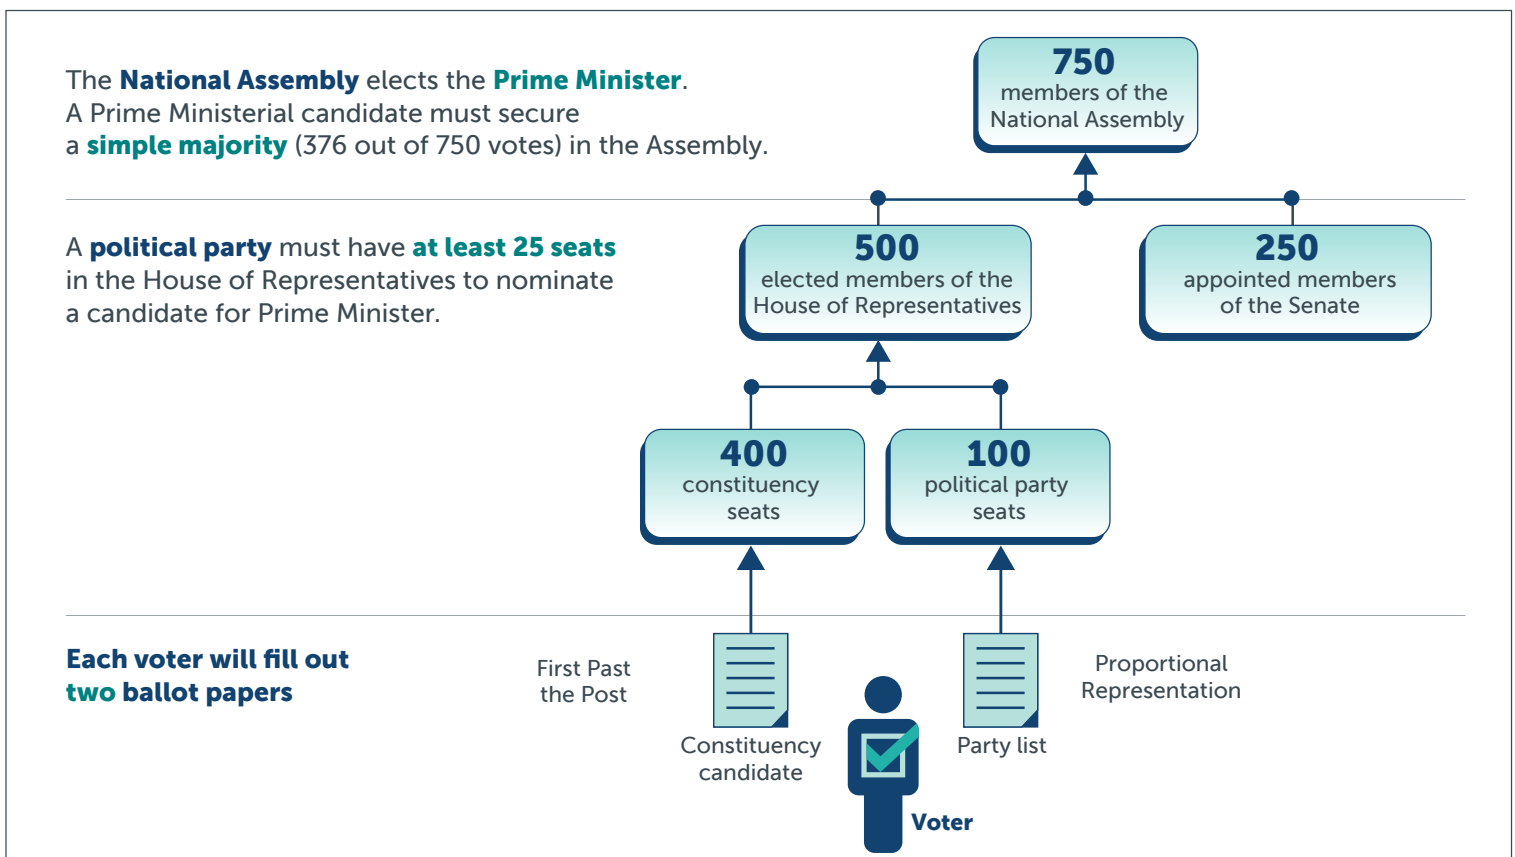 The National Assembly elects the Prime Minister.
A Prime Ministerial candidate must secure
a simple majority (376 out of 750 votes) in the Assembly.
750
members of the
National Assembly
A political party must have at least 25 seats
in the House of Representatives to nominate
a candidate for Prime Minister.
500
elected members of the
House of Representatives
250
appointed members
of the Senate
400
constituency
seats
100
political party
seats
Each voter will fill out
two ballot papers
First Past
the Post
Constituency
candidate
Party list
Proportional
Representation
Voter